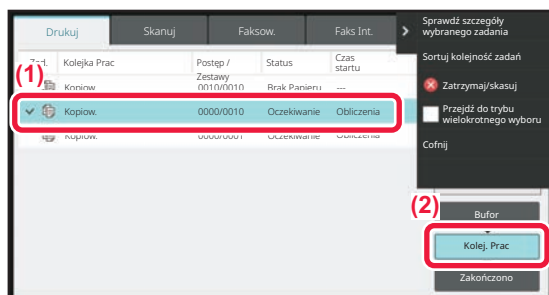 Drukuj
Skanuj
Faksow.
Faks Int.
Sprawdź szczegóły
wybranego zadania
Sortuj kolejność zadań
Zatrzymaj/skasuj
Przejdź do trybu
wielokrotnego wyboru
Cofnij
Zad.
Kolejka Prac
Postęp /
Zestawy
Status
Czas
startu
(1)
Kopiow.
0010/0010
Brak Papieru
---
Kopiow.
0000/0010
Oczekiwanie
Obliczenia
Kopiow.
0000/0001
Oczekiwanie
Obliczenia
(2)
Bufor
Kolej. Prac
Zakończono